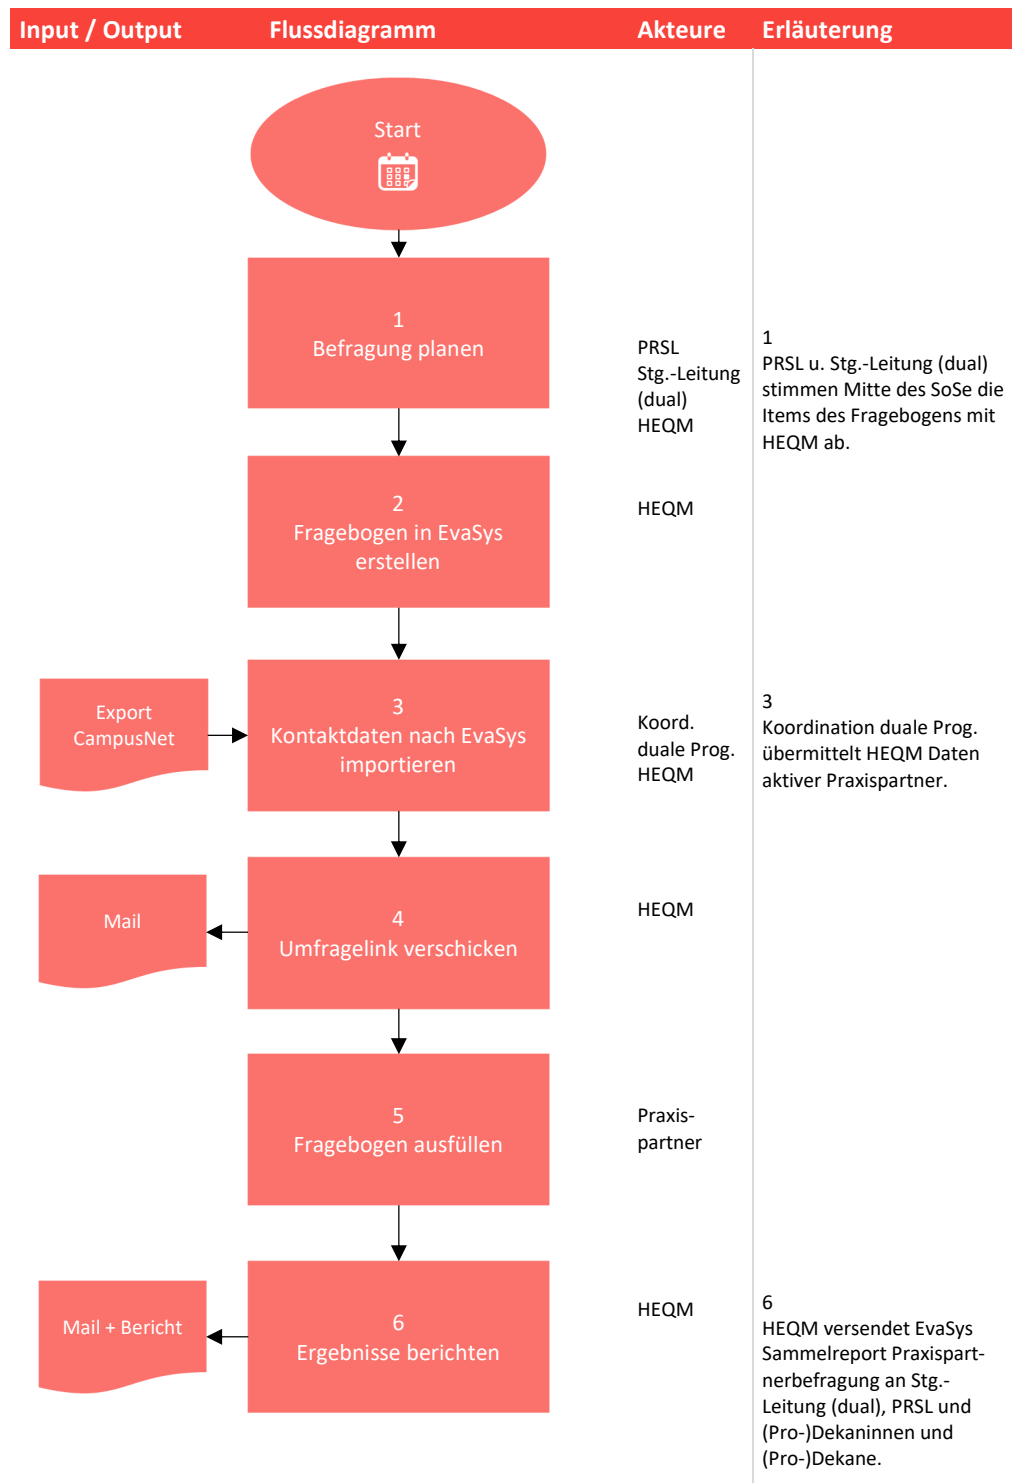 Input / Output
Flussdiagramm
Akteure
Erläuterung
Start
1
Befragung planen
PRSL
Stg.-Leitung
(dual)
HEQM
1
PRSL u. Stg.-Leitung (dual)
stimmen Mitte des SoSe die
Items des Fragebogens mit
HEQM ab.
2
Fragebogen in EvaSys
erstellen
HEQM
Export
CampusNet
3
Kontaktdaten nach EvaSys
importieren
Koord.
duale Prog.
HEQM
3
Koordination duale Prog.
übermittelt HEQM Daten
aktiver Praxispartner.
Mail
4
Umfragelink verschicken
HEQM
5
Fragebogen ausfüllen
Praxis-
partner
Mail + Bericht
6
Ergebnisse berichten
HEQM
6
HEQM versendet EvaSys
Sammelreport Praxispart-
nerbefragung an Stg.-
Leitung (dual), PRSL und
(Pro-)Dekaninnen und
(Pro-)Dekane.